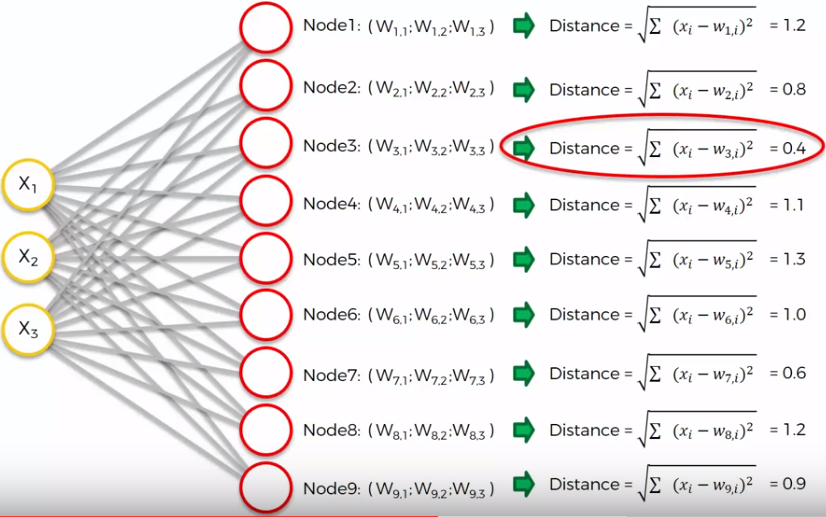 Node1: (W1,1;W1,2;W1,3) Distance = √Σ (xi − w1,i)² = 1.2
Node2: (W2,1;W2,2;W2,3) Distance = √Σ (xi − w2,i)² = 0.8
Node3: (W3,1;W3,2;W3,3) Distance = √Σ (xi − w3,i)² = 0.4
X1
Node4: (W4,1;W4,2;W4,3) Distance = √Σ (xi − w4,i)² = 1.1
X2
Node5: (W5,1;W5,2;W5,3) Distance = √Σ (xi − w5,i)² = 1.3
Node6: (W6,1;W6,2;W6,3) Distance = √Σ (xi − w6,i)² = 1.0
X3
Node7: (W7,1;W7,2;W7,3) Distance = √Σ (xi − w7,i)² = 0.6
Node8: (W8,1;W8,2;W8,3) Distance = √Σ (xi − w8,i)² = 1.2
Node9: (W9,1;W9,2;W9,3) Distance = √Σ (xi − w9,i)² = 0.9